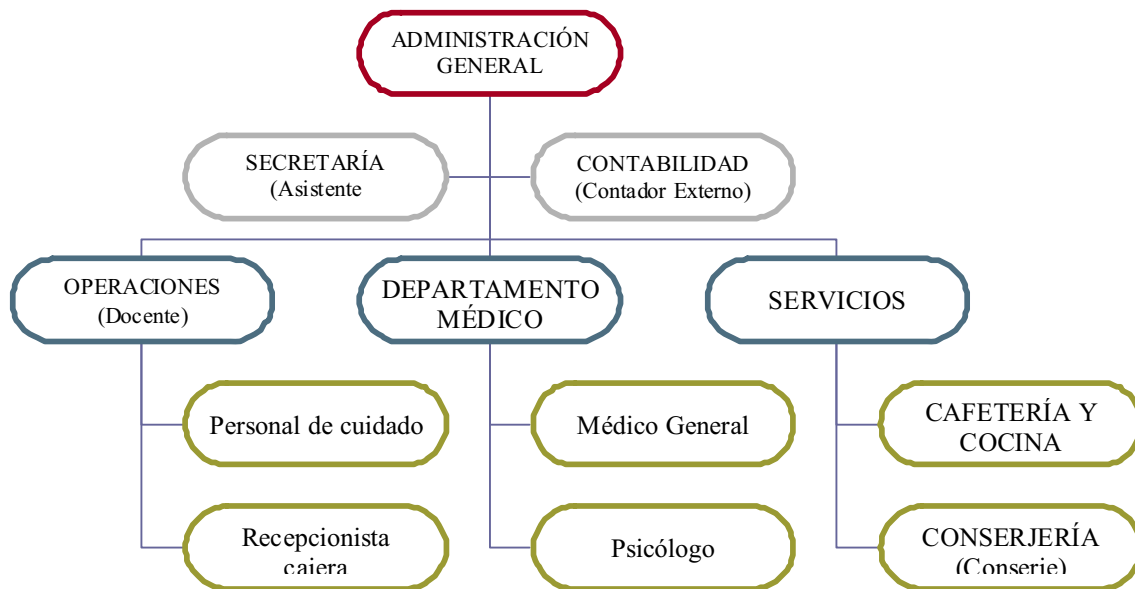 ADMINISTRACIÓN
GENERAL
SECRETARÍA
(Asistente
CONTABILIDAD
(Contador Externo)
OPERACIONES
(Docente)
DEPARTAMENTO
MÉDICO
SERVICIOS
Personal de cuidado
Médico General
CAFETERÍA Y
COCINA
Recepcionista
cajera
Psicólogo
CONSERJERÍA
(Conserje)